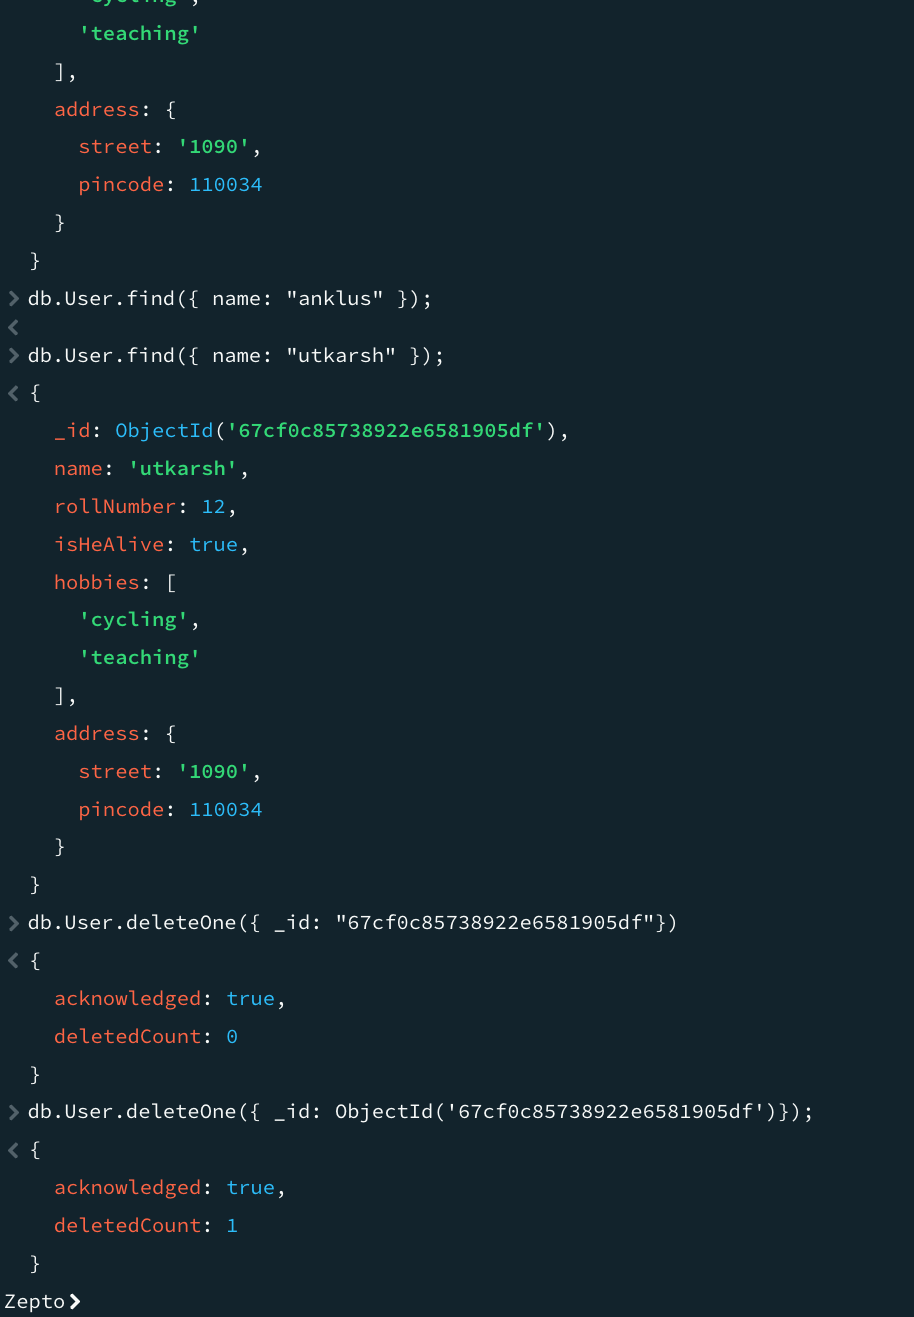 'cycling',
'teaching'
],
address: {
street: '1090',
pincode: 110034
}
}
> db.User.find({ name: "anklus" });
<
> db.User.find({ name: "utkarsh" });
< {
_id: ObjectId('67cf0c85738922e6581905df'),
name: 'utkarsh',
rollNumber: 12,
isHeAlive: true,
hobbies: [
'cycling',
'teaching'
],
address: {
street: '1090',
pincode: 110034
}
}
> db.User.deleteOne({ _id: "67cf0c85738922e6581905df"})
< {
acknowledged: true,
deletedCount: 0
}
> db.User.deleteOne({ _id: ObjectId('67cf0c85738922e6581905df')});
< {
acknowledged: true,
deletedCount: 1
}
Zepto>